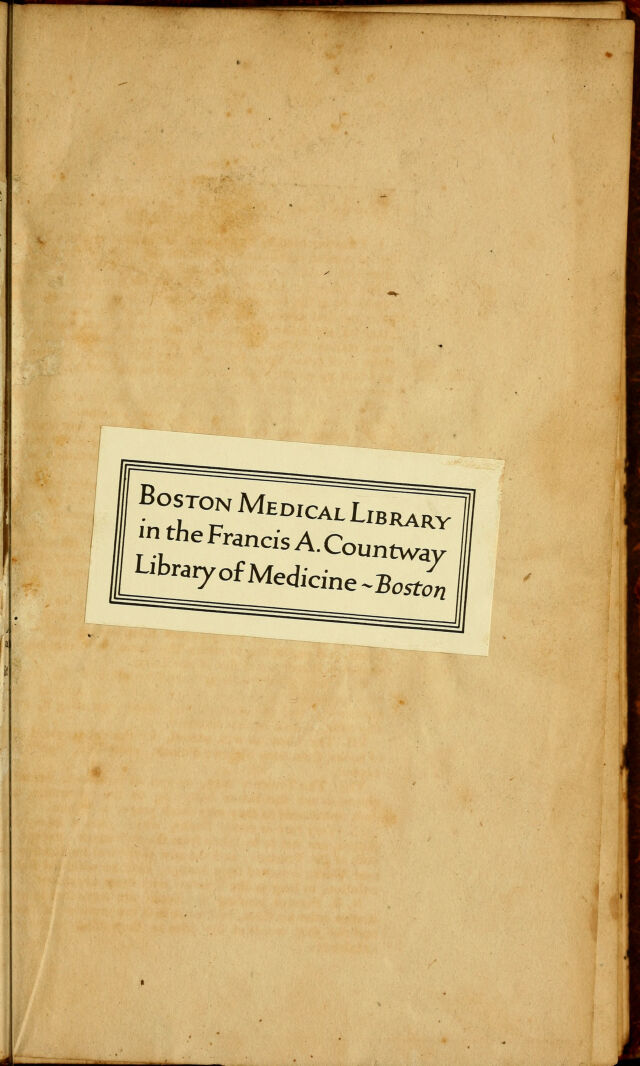 Boston Medical Library
in the Francis A. Countway
Library of Medicine ~ Boston